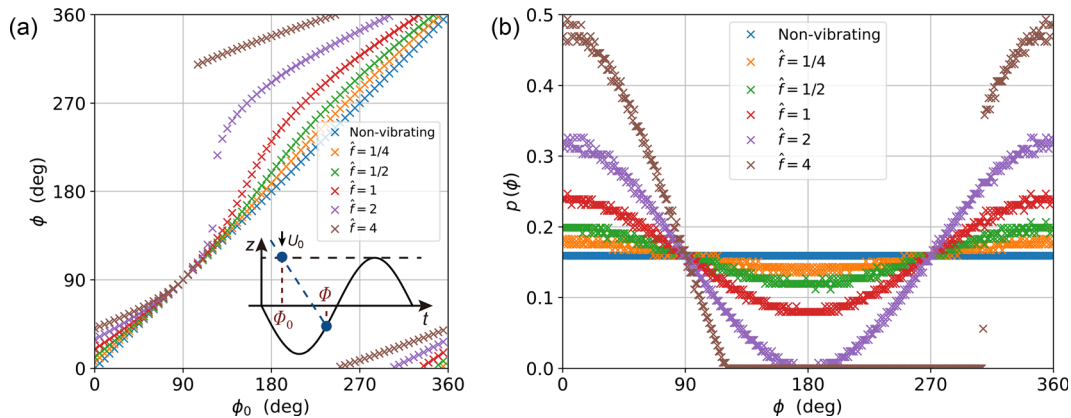 (a)
360
270
180
90
0
ϕ (deg)
0 90 180 270 360
ϕ₀ (deg)
Non-vibrating
f̂ = 1/4
f̂ = 1/2
f̂ = 1
f̂ = 2
f̂ = 4
z
U₀
Φ
Φ₀
t
(b)
0.5
0.4
0.3
0.2
0.1
0.0
p (ϕ)
0 90 180 270 360
ϕ (deg)
Non-vibrating
f̂ = 1/4
f̂ = 1/2
f̂ = 1
f̂ = 2
f̂ = 4